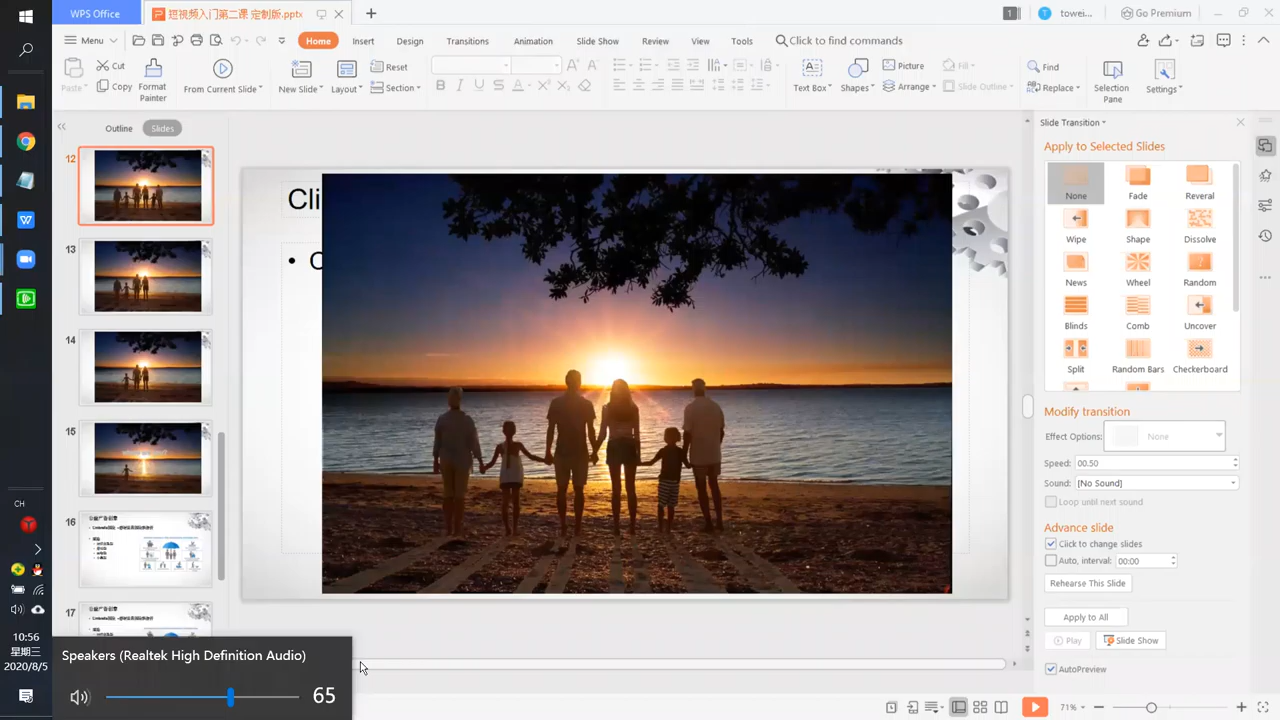 WPS Office
短视频入门第二课 定制版.pptx
1
towei...
Go Premium
Menu
Home
Insert
Design
Transitions
Animation
Slide Show
Review
View
Tools
Click to find commands
Paste
Cut
Copy
Format Painter
From Current Slide
New Slide
Layout
Reset
Section
B I U S A X² X₂
Text Box
Shapes
Picture
Arrange
Fill
Slide Outline
Find
Replace
Selection Pane
Settings
Outline
Slides
12
13
14
15
16
17
Cli
• C
Slide Transition
Apply to Selected Slides
None
Fade
Reveral
Wipe
Shape
Dissolve
News
Wheel
Random
Blinds
Comb
Uncover
Split
Random Bars
Checkerboard
Modify transition
Effect Options:
None
Speed:
00.50
Sound:
[No Sound]
Loop until next sound
Advance slide
Click to change slides
Auto, interval:
00:00
Rehearse This Slide
Apply to All
Play
Slide Show
AutoPreview
CH
10:56
星期三
2020/8/5
Speakers (Realtek High Definition Audio)
65
71%